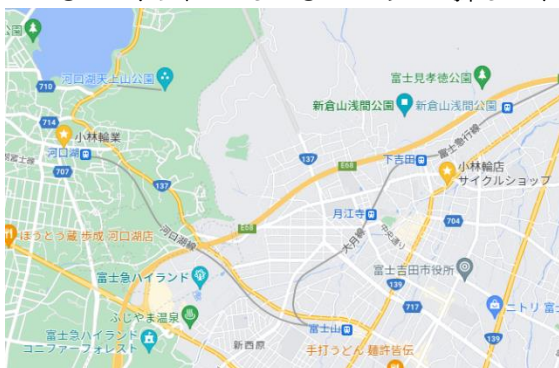 公園
710
河口湖天上山公園
714
小林輪業
河口湖
707
137
ほうとう蔵 歩成 河口湖店
河口湖線
E68
富士急ハイランド
ふじやま温泉
富士急ハイランド
コニファーフォレスト
新西原
富士山
手打うどん 麺許皆伝
137
E68
富士見孝徳公園
新倉山浅間公園
新倉山浅間公園
富士急行線
下吉田
小林輪店
サイクルショップ
月江寺
大月線
中央通り
704
富士吉田市役所
139
717
ニトリ 富士
139